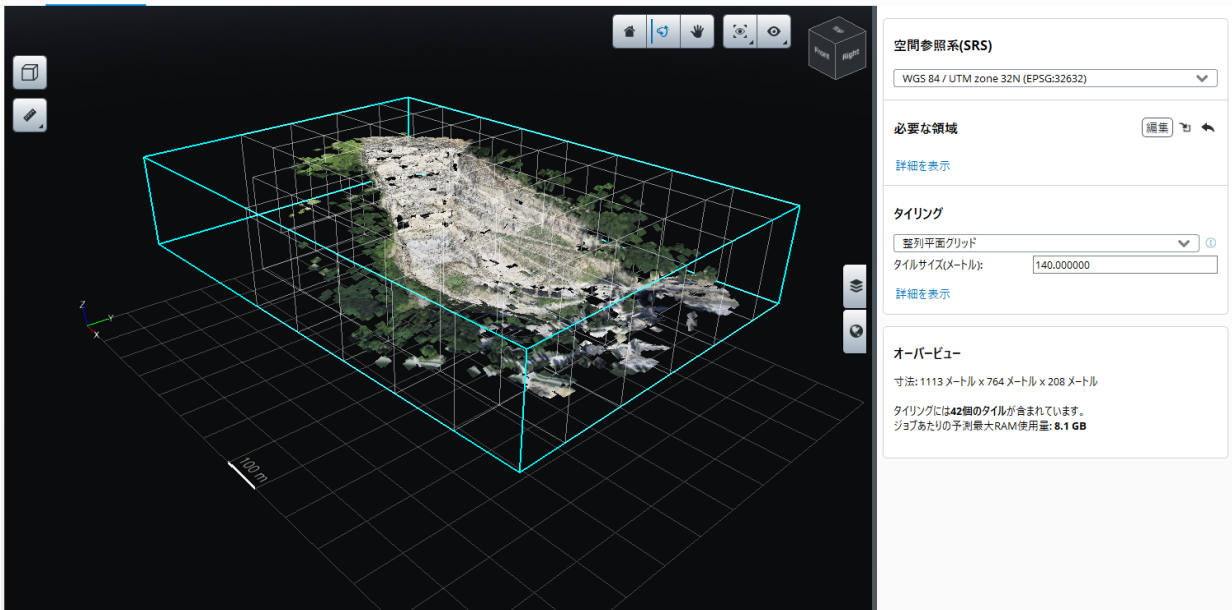 Front
Right
Z
Y
X
100 m
空間参照系(SRS)
WGS 84 / UTM zone 32N (EPSG:32632)
必要な領域
編集
詳細を表示
タイリング
整列平面グリッド
タイルサイズ(メートル):
140.000000
詳細を表示
オーバービュー
寸法: 1113 メートル x 764 メートル x 208 メートル
タイリングには42個のタイルが含まれています。
ジョブあたりの予測最大RAM使用量: 8.1 GB